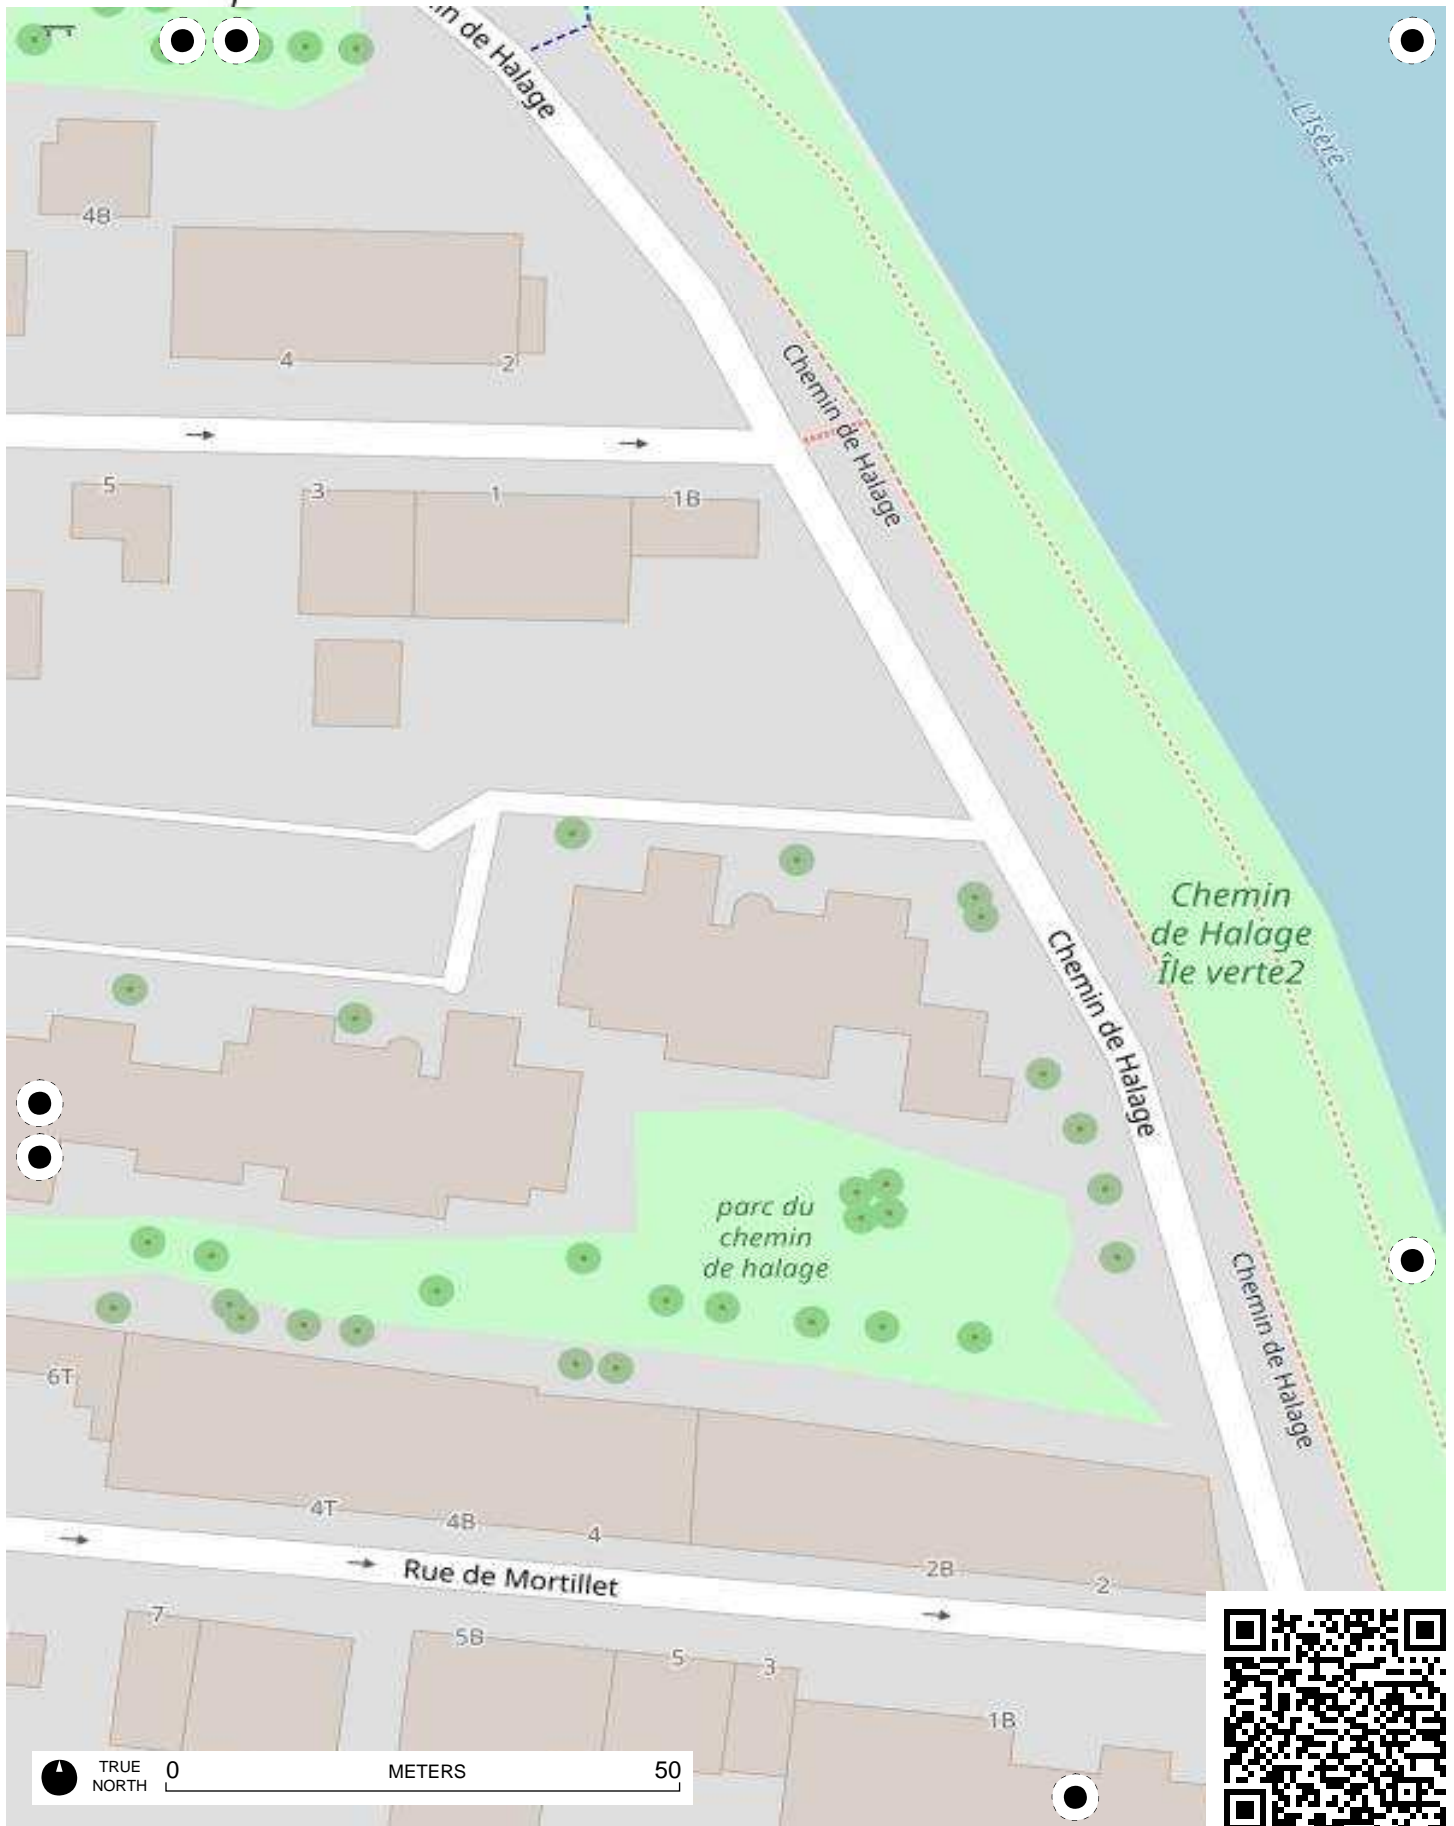 in de Halage
L'Isère
4B
4
2
Chemin de Halage
5
3
1
1B
Chemin
de Halage
Île verte2
Chemin de Halage
parc du
chemin
de halage
Chemin de Halage
6T
4T
4B
4
2B
2
Rue de Mortillet
7
5B
5
3
1B
TRUE
NORTH
0
METERS
50